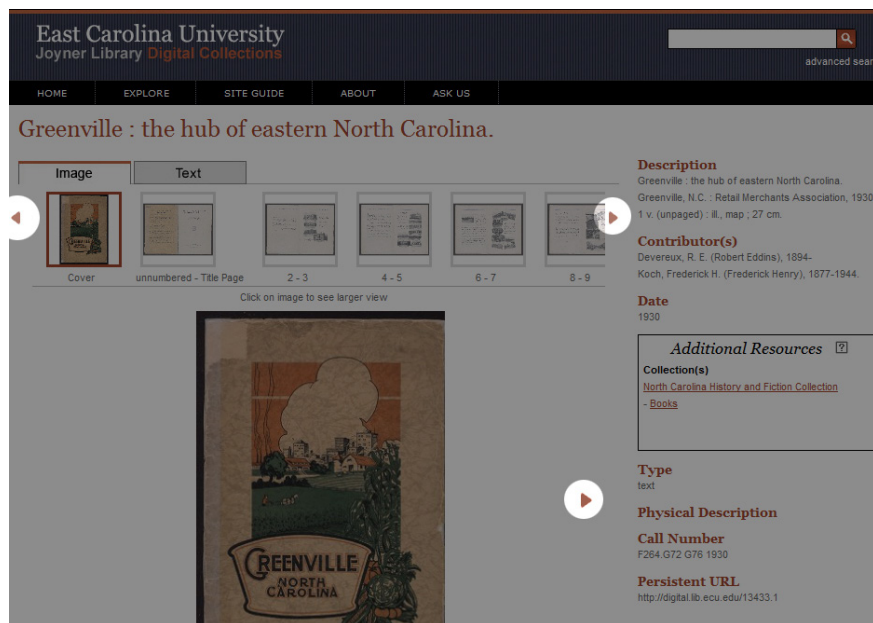 East Carolina University
Joyner Library Digital Collections
advanced sear
HOME EXPLORE SITE GUIDE ABOUT ASK US
Greenville : the hub of eastern North Carolina.
Image Text
Cover unnumbered - Title Page 2 - 3 4 - 5 6 - 7 8 - 9
Click on image to see larger view
GREENVILLE
NORTH
CAROLINA
Description
Greenville : the hub of eastern North Carolina.
Greenville, N.C. : Retail Merchants Association, 1930
1 v. (unpaged) : ill., map ; 27 cm.
Contributor(s)
Devereux, R. E. (Robert Eddins), 1894-
Koch, Frederick H. (Frederick Henry), 1877-1944.
Date
1930
Additional Resources ?
Collection(s)
North Carolina History and Fiction Collection
- Books
Type
text
Physical Description
Call Number
F264.G72 G76 1930
Persistent URL
http://digital.lib.ecu.edu/13433.1